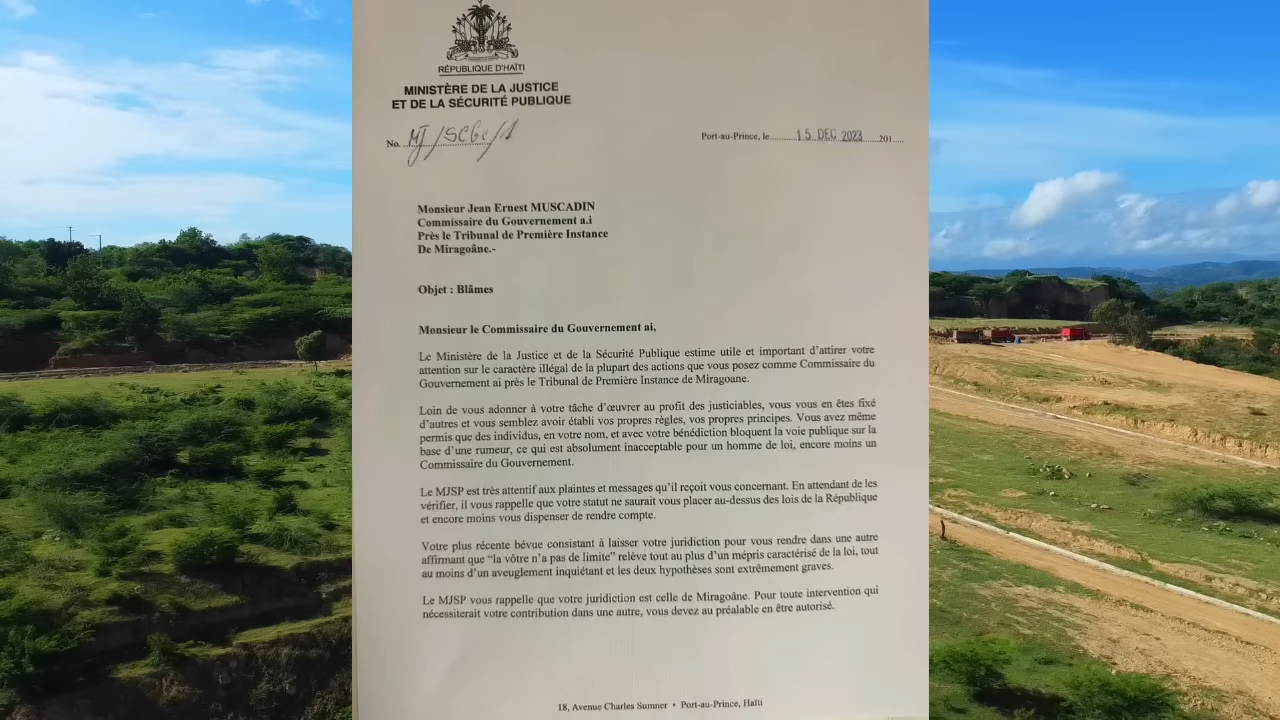 RÉPUBLIQUE D'HAÏTI
MINISTÈRE DE LA JUSTICE
ET DE LA SÉCURITÉ PUBLIQUE
No. MJ/SCGC/1
Port-au-Prince, le 15 DEC 2023 201
Monsieur Jean Ernest MUSCADIN
Commissaire du Gouvernement a.i
Près le Tribunal de Première Instance
De Miragoâne.-
Objet : Blâmes
Monsieur le Commissaire du Gouvernement ai,
Le Ministère de la Justice et de la Sécurité Publique estime utile et important d'attirer votre
attention sur le caractère illégal de la plupart des actions que vous posez comme Commissaire du
Gouvernement ai près le Tribunal de Première Instance de Miragoane.
Loin de vous adonner à votre tâche d'œuvrer au profit des justiciables, vous vous en êtes fixé
d'autres et vous semblez avoir établi vos propres règles, vos propres principes. Vous avez même
permis que des individus, en votre nom, et avec votre bénédiction bloquent la voie publique sur la
base d'une rumeur, ce qui est absolument inacceptable pour un homme de loi, encore moins un
Commissaire du Gouvernement.
Le MJSP est très attentif aux plaintes et messages qu'il reçoit vous concernant. En attendant de les
vérifier, il vous rappelle que votre statut ne saurait vous placer au-dessus des lois de la République
et encore moins vous dispenser de rendre compte.
Votre plus récente bévue consistant à laisser votre juridiction pour vous rendre dans une autre
affirmant que "la vôtre n'a pas de limite" relève tout au plus d'un mépris caractérisé de la loi, tout
au moins d'un aveuglement inquiétant et les deux hypothèses sont extrêmement graves.
Le MJSP vous rappelle que votre juridiction est celle de Miragoâne. Pour toute intervention qui
nécessiterait votre contribution dans une autre, vous devez au préalable en être autorisé.
18, Avenue Charles Sumner • Port-au-Prince, Haïti